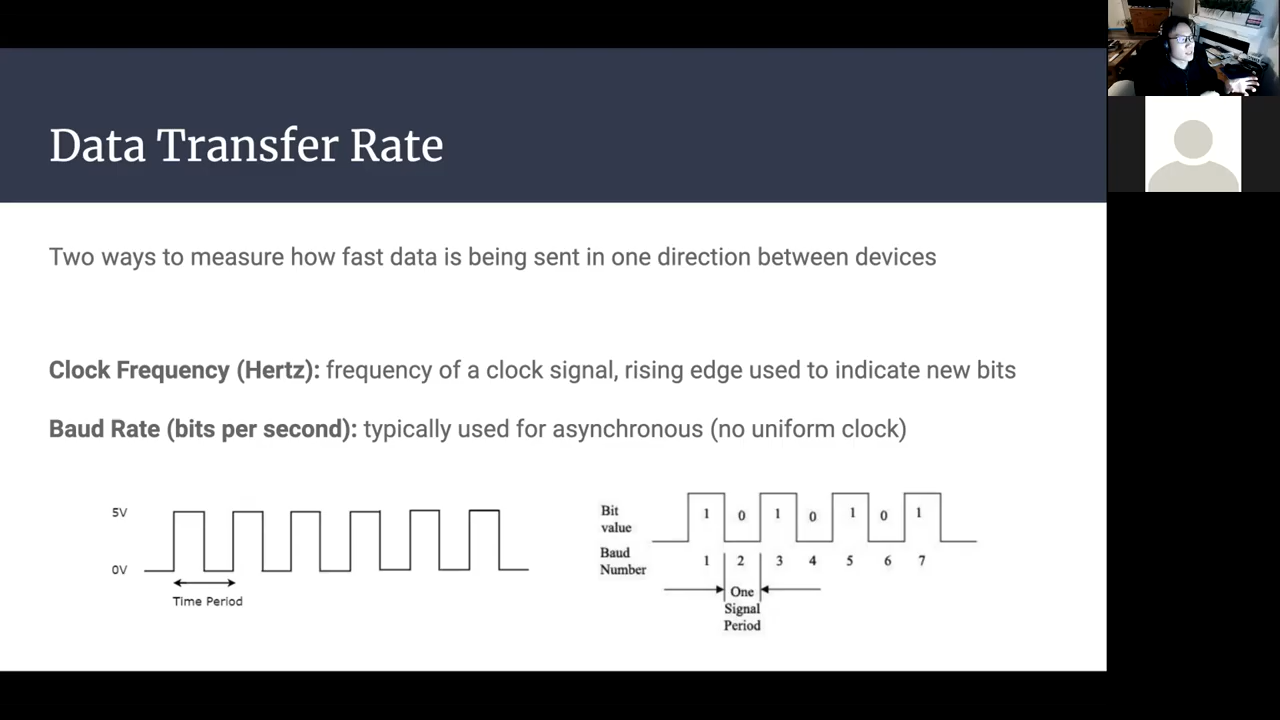 Data Transfer Rate
Two ways to measure how fast data is being sent in one direction between devices
Clock Frequency (Hertz): frequency of a clock signal, rising edge used to indicate new bits
Baud Rate (bits per second): typically used for asynchronous (no uniform clock)
5V
0V
Time Period
Bit
value
1 0 1 0 1 0 1
Baud
Number
1 2 3 4 5 6 7
One
Signal
Period